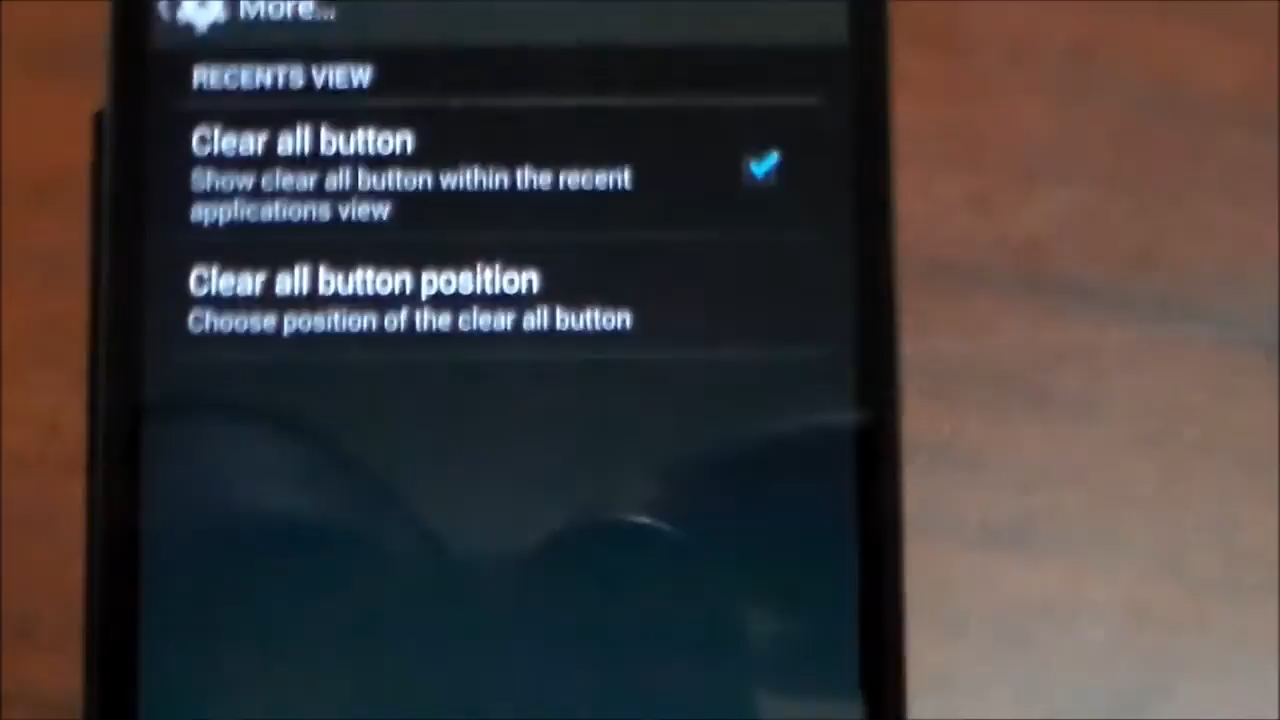 More...
RECENTS VIEW
Clear all button
Show clear all button within the recent
applications view
Clear all button position
Choose position of the clear all button